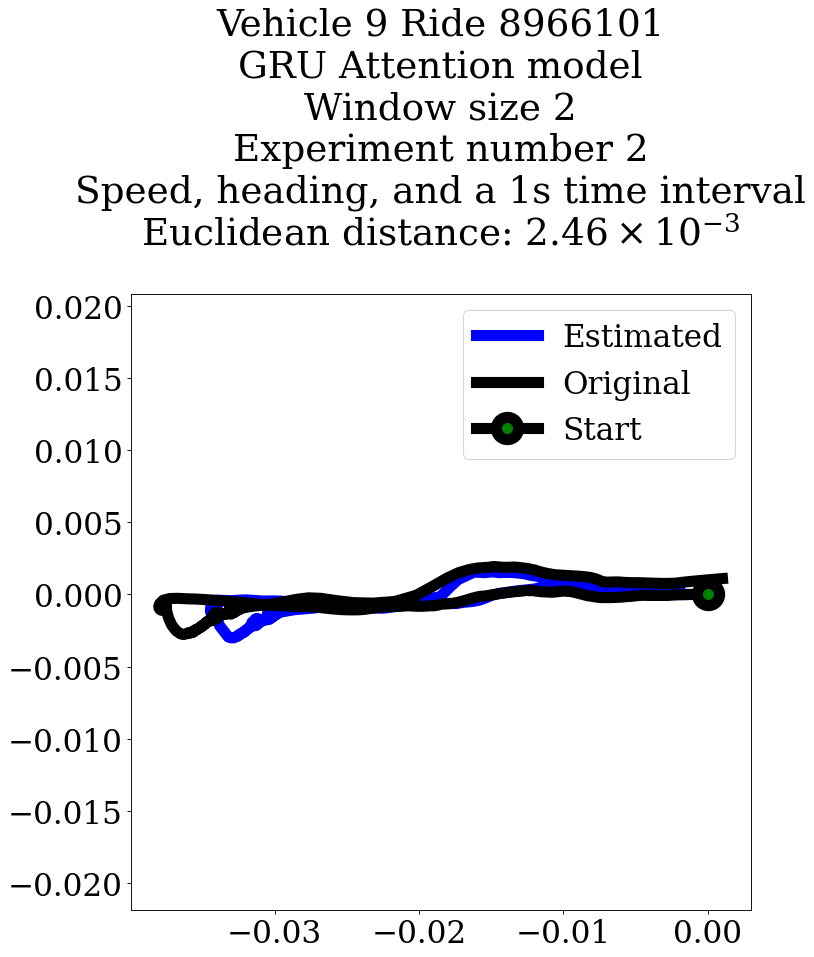 Vehicle 9 Ride 8966101
GRU Attention model
Window size 2
Experiment number 2
Speed, heading, and a 1s time interval
Euclidean distance: 2.46 × 10⁻³
Estimated
Original
Start
0.020
0.015
0.010
0.005
0.000
−0.005
−0.010
−0.015
−0.020
−0.03 −0.02 −0.01 0.00